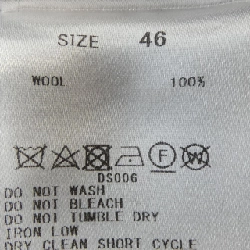 SIZE 46
WOOL 100%
DS006
DO NOT WASH
DO NOT BLEACH
DO NOT TUMBLE DRY
IRON LOW
DRY CLEAN SHORT CYCLE